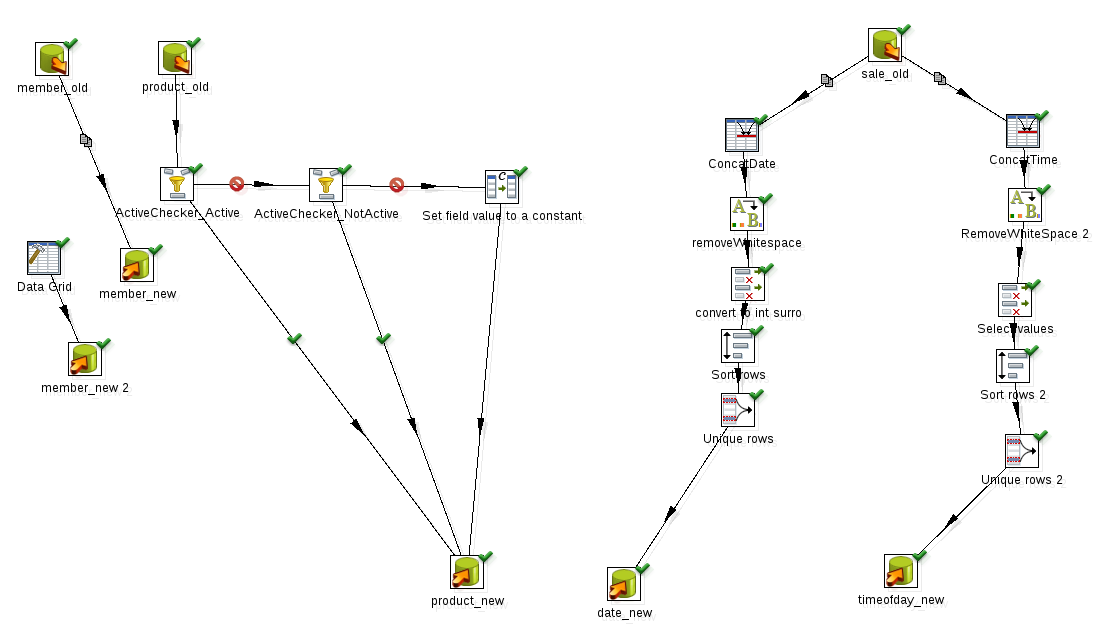 member_old
product_old
sale_old
ConcatDate
ConcatTime
ActiveChecker_Active
ActiveChecker_NotActive
Set field value to a constant
removeWhitespace
RemoveWhiteSpace 2
Data Grid
member_new
convert to int surro
Select values
member_new 2
Sort rows
Sort rows 2
Unique rows
Unique rows 2
product_new
date_new
timeofday_new